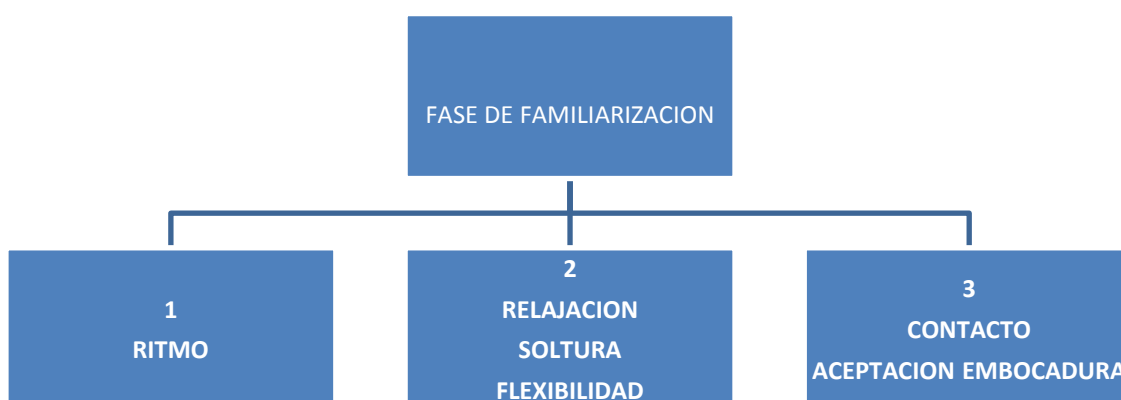 FASE DE FAMILIARIZACION
1
RITMO
2
RELAJACION
SOLTURA
FLEXIBILIDAD
3
CONTACTO
ACEPTACION EMBOCADURA